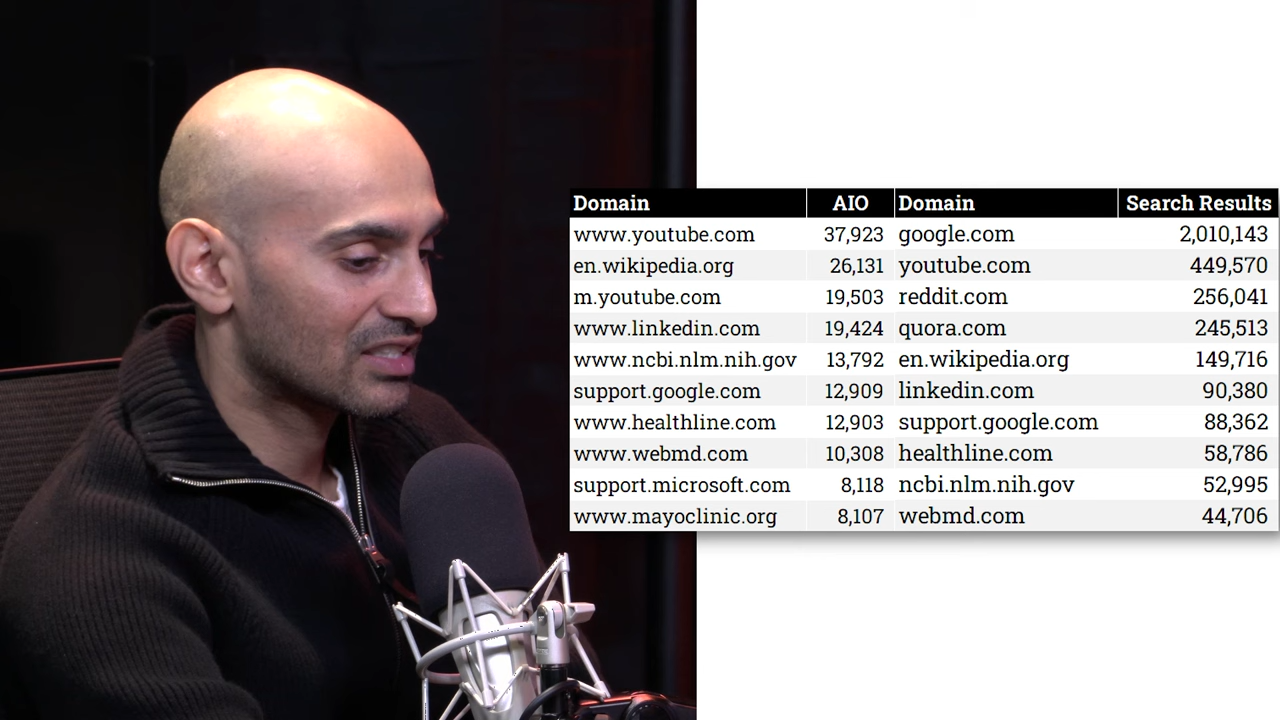 Domain AIO Domain Search Results
www.youtube.com 37,923 google.com 2,010,143
en.wikipedia.org 26,131 youtube.com 449,570
m.youtube.com 19,503 reddit.com 256,041
www.linkedin.com 19,424 quora.com 245,513
www.ncbi.nlm.nih.gov 13,792 en.wikipedia.org 149,716
support.google.com 12,909 linkedin.com 90,380
www.healthline.com 12,903 support.google.com 88,362
www.webmd.com 10,308 healthline.com 58,786
support.microsoft.com 8,118 ncbi.nlm.nih.gov 52,995
www.mayoclinic.org 8,107 webmd.com 44,706